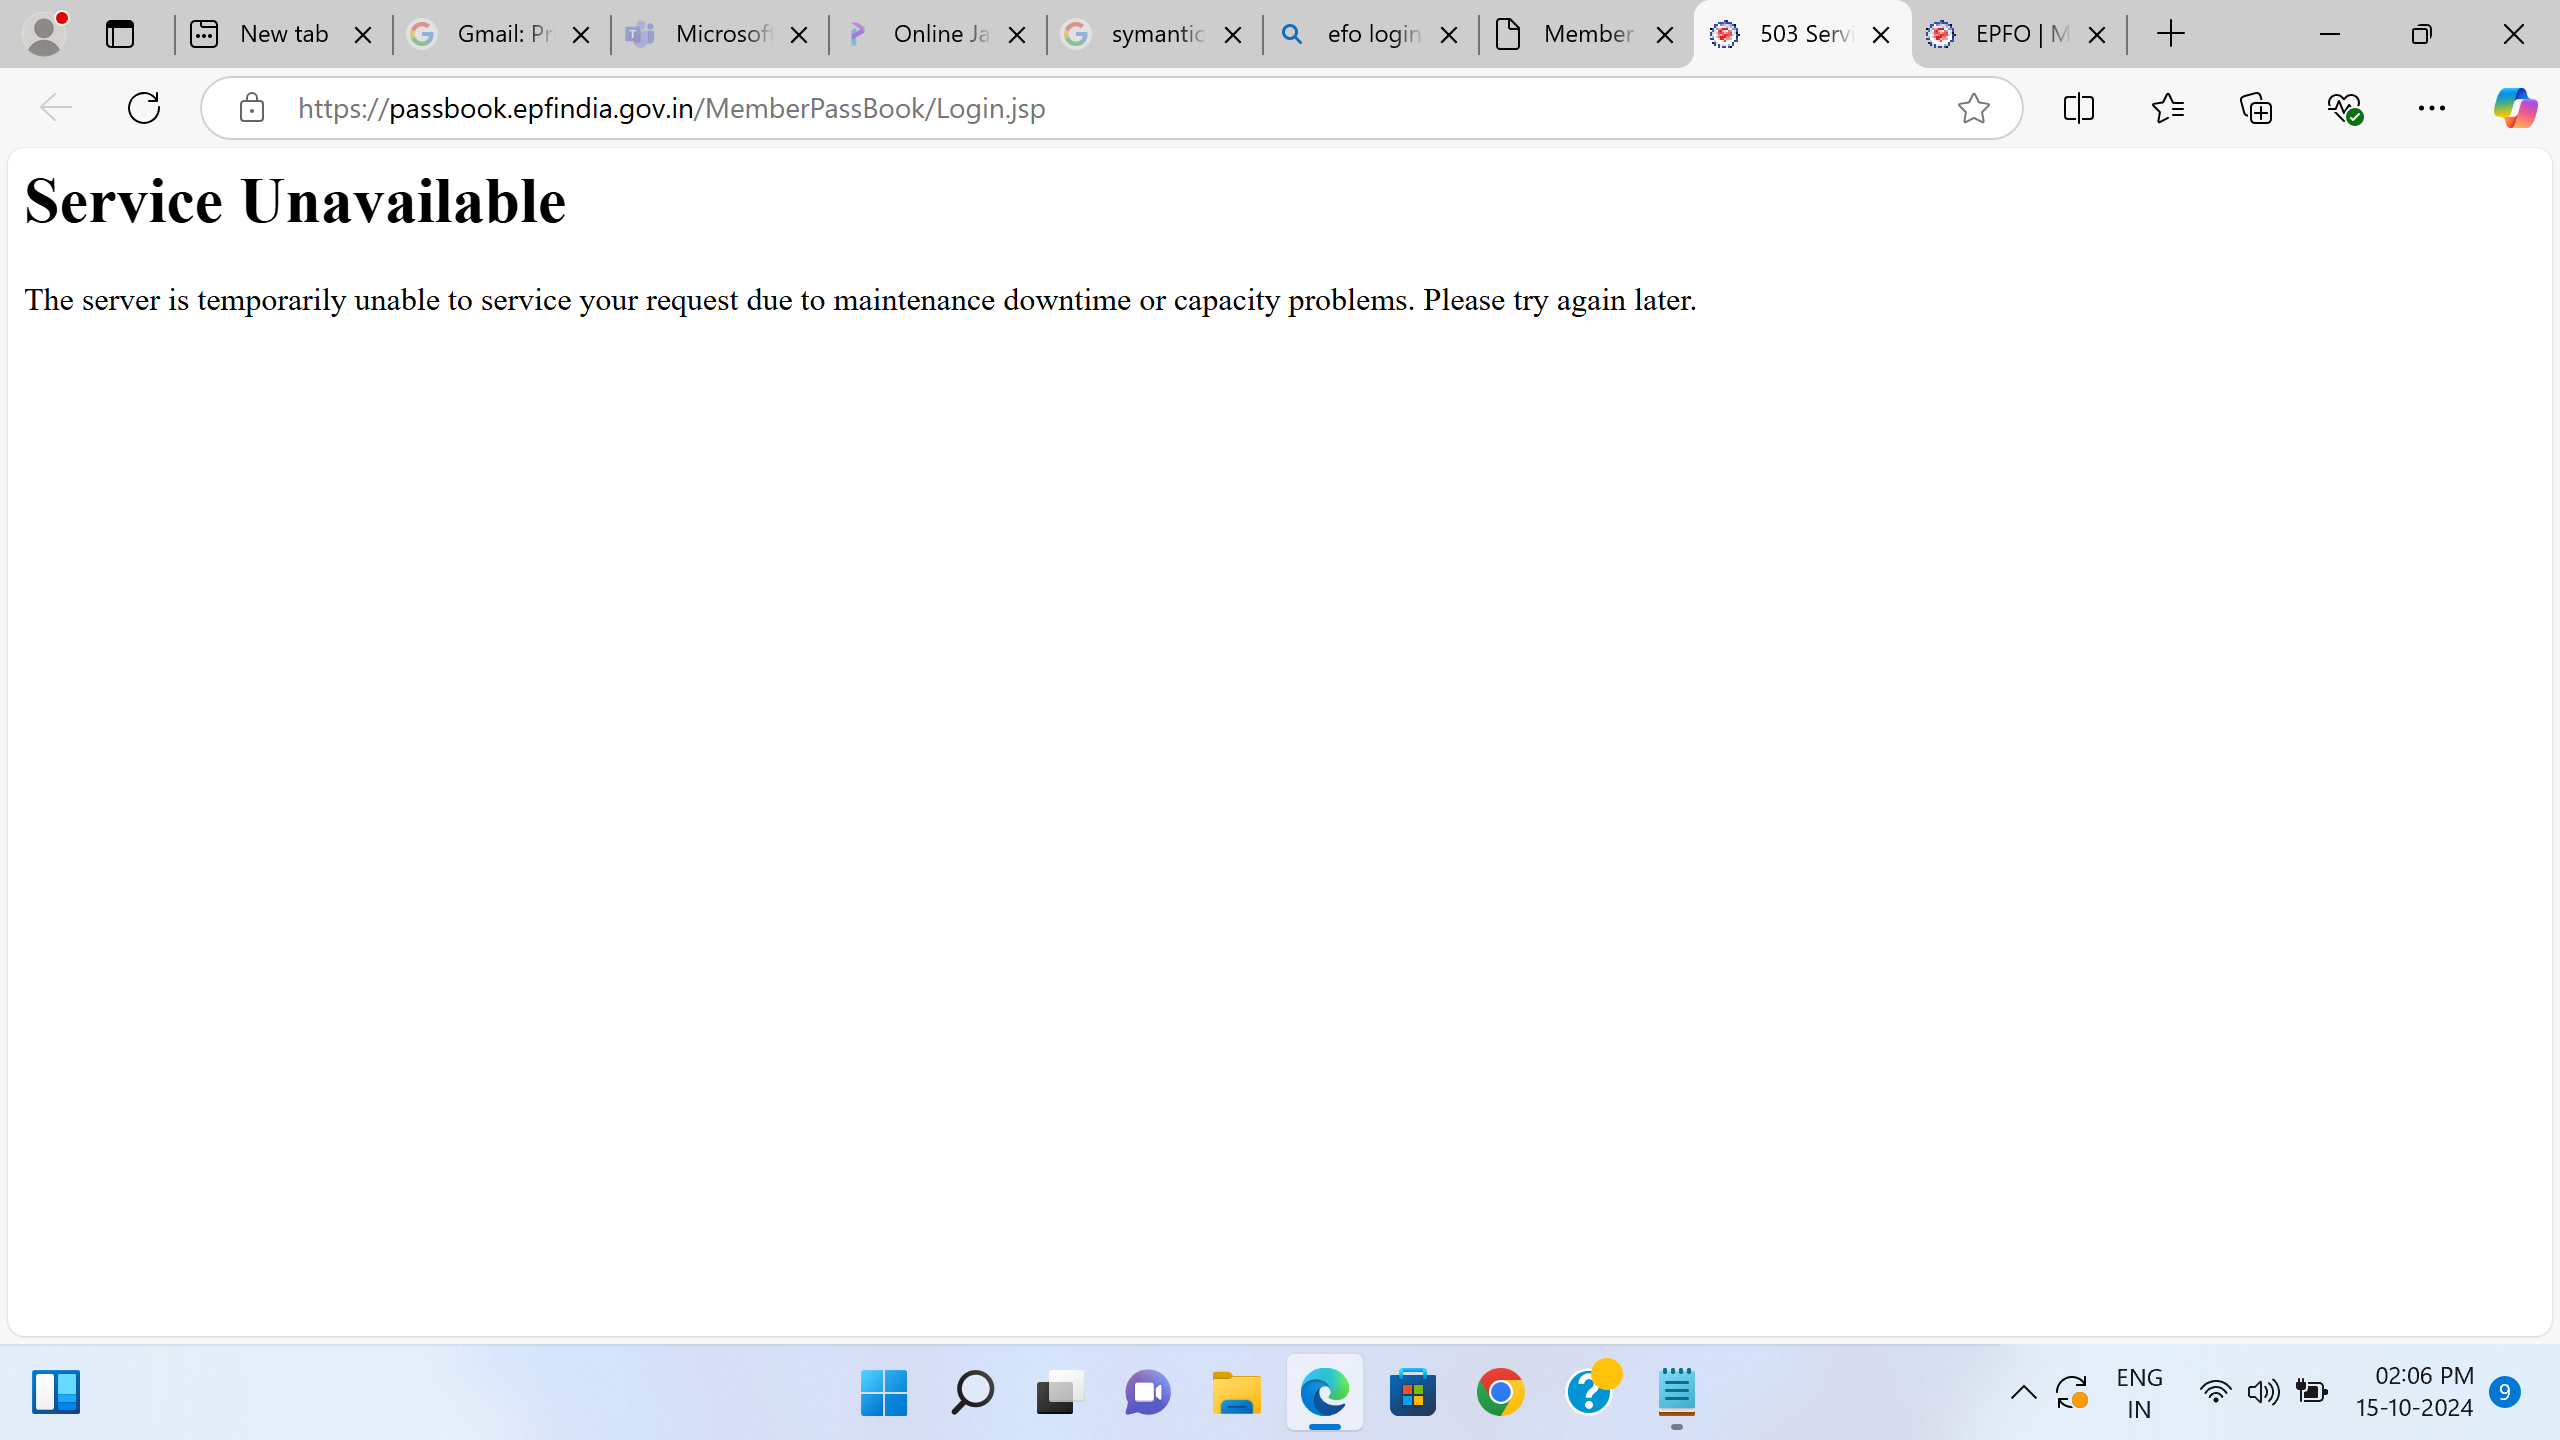 New tab
Gmail: Pr
Microsoft
Online Ja
symantic
efo login
Member
503 Servi
EPFO | M
https://passbook.epfindia.gov.in/MemberPassBook/Login.jsp
Service Unavailable
The server is temporarily unable to service your request due to maintenance downtime or capacity problems. Please try again later.
ENG
IN
02:06 PM
15-10-2024
9